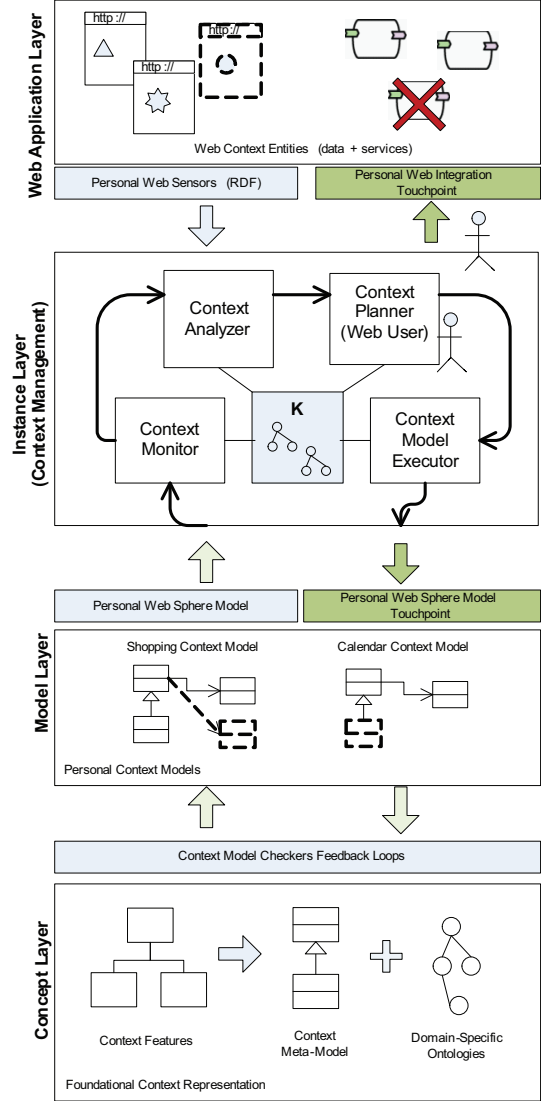 Web Application Layer
http ://
http ://
http ://
Web Context Entities (data + services)
Personal Web Sensors (RDF)
Personal Web Integration
Touchpoint
Instance Layer
(Context Management)
Context
Analyzer
Context
Planner
(Web User)
K
Context
Monitor
Context
Model
Executor
Personal Web Sphere Model
Personal Web Sphere Model
Touchpoint
Model Layer
Shopping Context Model
Calendar Context Model
Personal Context Models
Context Model Checkers Feedback Loops
Concept Layer
Context Features
Context
Meta-Model
Domain-Specific
Ontologies
Foundational Context Representation